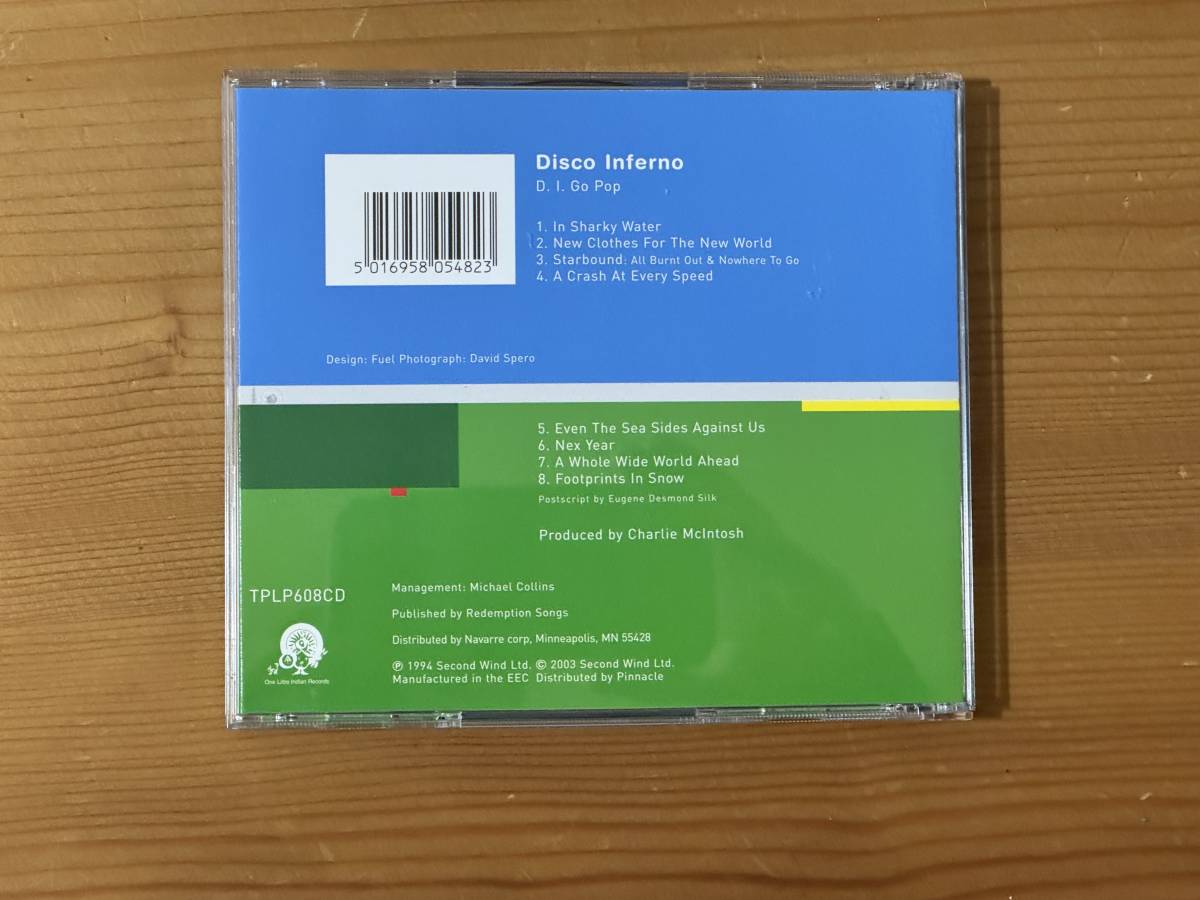 Disco Inferno
D. I. Go Pop
1. In Sharky Water
2. New Clothes For The New World
3. Starbound: All Burnt Out & Nowhere To Go
4. A Crash At Every Speed
5 016958 054823
Design: Fuel Photograph: David Spero
5. Even The Sea Sides Against Us
6. Nex Year
7. A Whole Wide World Ahead
8. Footprints In Snow
Postscript by Eugene Desmond Silk
Produced by Charlie McIntosh
TPLP608CD
One Little Indian Records
Management: Michael Collins
Published by Redemption Songs
Distributed by Navarre corp, Minneapolis, MN 55428
℗ 1994 Second Wind Ltd. © 2003 Second Wind Ltd.
Manufactured in the EEC Distributed by Pinnacle